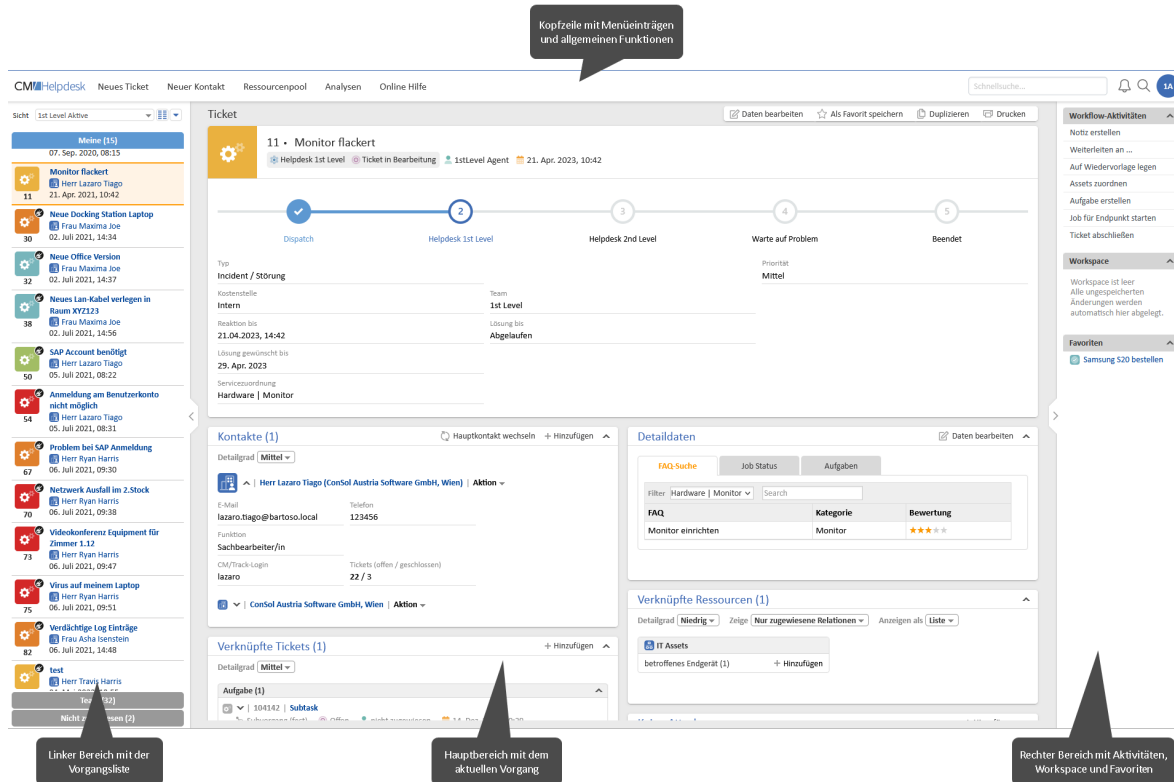 Kopfzeile mit Menüeinträgen
und allgemeinen Funktionen
CM Helpdesk Neues Ticket Neuer Kontakt Ressourcenpool Analysen Online Hilfe Schnellsuche... 1A
Sicht 1st Level Aktive
Meine (15)
07. Sep. 2020, 08:15
Monitor flackert
Herr Lazaro Tiago
11 21. Apr. 2021, 10:42
Neue Docking Station Laptop
Frau Maxima Joe
30 02. Juli 2021, 14:34
Neue Office Version
Frau Maxima Joe
32 02. Juli 2021, 14:37
Neues Lan-Kabel verlegen in
Raum XYZ123
38 Frau Maxima Joe
02. Juli 2021, 14:56
SAP Account benötigt
Herr Lazaro Tiago
50 05. Juli 2021, 08:22
Anmeldung am Benutzerkonto
nicht möglich
54 Herr Lazaro Tiago
05. Juli 2021, 08:31
Problem bei SAP Anmeldung
Herr Ryan Harris
67 06. Juli 2021, 09:30
Netzwerk Ausfall im 2.Stock
Herr Ryan Harris
70 06. Juli 2021, 09:38
Videokonferenz Equipment für
Zimmer 1.12
73 Herr Ryan Harris
06. Juli 2021, 09:47
Virus auf meinem Laptop
Herr Ryan Harris
75 06. Juli 2021, 09:51
Verdächtige Log Einträge
Frau Asha Isenstein
82 06. Juli 2021, 14:48
test
Herr Travis Harris
Nicht
Linker Bereich mit der
Vorgangsliste
Ticket Daten bearbeiten Als Favorit speichern Duplizieren Drucken
11 • Monitor flackert
Helpdesk 1st Level Ticket in Bearbeitung 1stLevel Agent 21. Apr. 2023, 10:42
2 3 4 5
Dispatch Helpdesk 1st Level Helpdesk 2nd Level Warte auf Problem Beendet
Typ Priorität
Incident / Störung Mittel
Kostenstelle Team
Intern 1st Level
Reaktion bis Lösung bis
21.04.2023, 14:42 Abgelaufen
Lösung gewünscht bis
29. Apr. 2023
Servicezuordnung
Hardware | Monitor
Kontakte (1) Hauptkontakt wechseln + Hinzufügen
Detailgrad Mittel
Herr Lazaro Tiago (ConSol Austria Software GmbH, Wien) | Aktion
E-Mail Telefon
lazaro.tiago@bartoso.local 123456
Funktion
Sachbearbeiter/in
CM/Track-Login Tickets (offen / geschlossen)
lazaro 22 / 3
ConSol Austria Software GmbH, Wien | Aktion
Verknüpfte Tickets (1) + Hinzufügen
Detailgrad Mittel
Aufgabe (1)
104142 | Subtask
Hauptbereich mit dem
aktuellen Vorgang
Detaildaten Daten bearbeiten
FAQ-Suche Job Status Aufgaben
Filter Hardware | Monitor Search
FAQ Kategorie Bewertung
Monitor einrichten Monitor
Verknüpfte Ressourcen (1)
Detailgrad Niedrig Zeige Nur zugewiesene Relationen Anzeigen als Liste
IT Assets
betroffenes Endgerät (1) + Hinzufügen
Workflow-Aktivitäten
Notiz erstellen
Weiterleiten an ...
Auf Wiedervorlage legen
Assets zuordnen
Aufgabe erstellen
Job für Endpunkt starten
Ticket abschließen
Workspace
Workspace ist leer
Alle ungespeicherten
Änderungen werden
automatisch hier abgelegt.
Favoriten
Samsung S20 bestellen
Rechter Bereich mit Aktivitäten,
Workspace und Favoriten